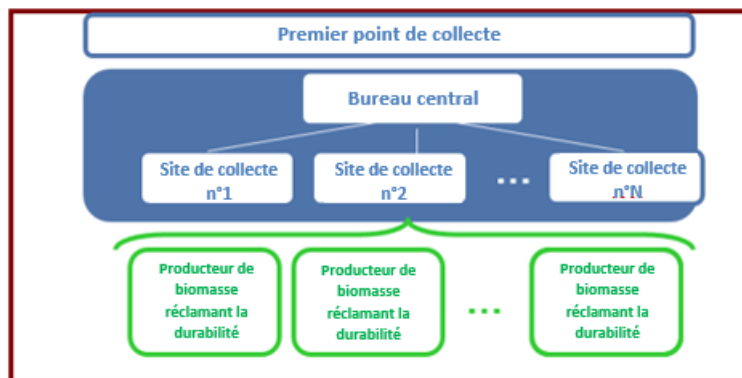 Premier point de collecte
Bureau central
Site de collecte
n°1
Site de collecte
n°2
...
Site de collecte
n°N
Producteur de
biomasse
réclamant la
durabilité
Producteur de
biomasse
réclamant la
durabilité
...
Producteur de
biomasse
réclamant la
durabilité